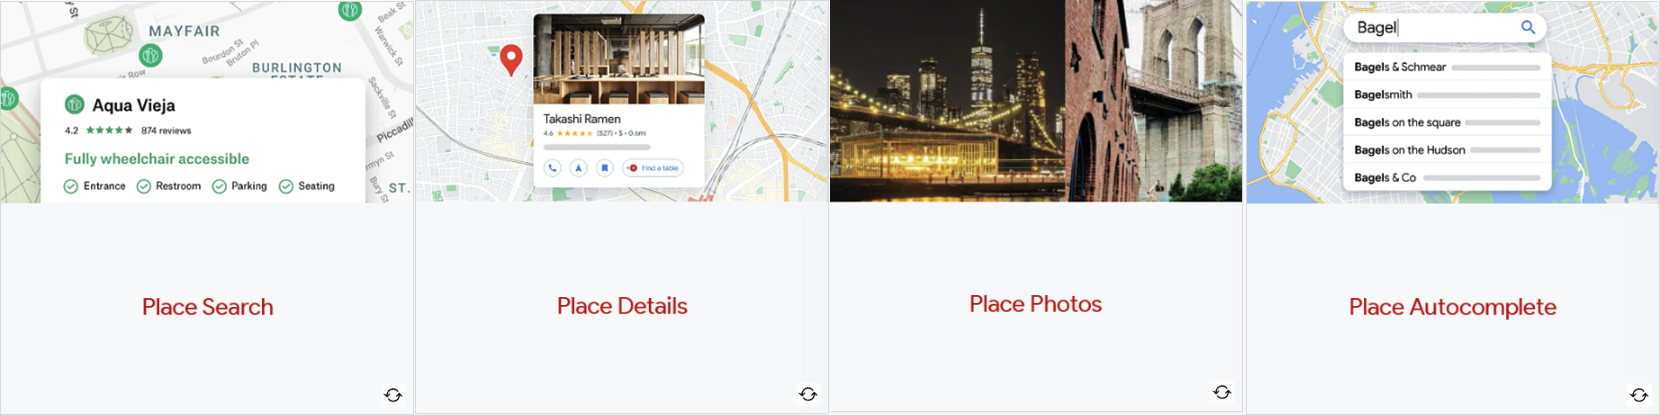 MAYFAIR
Bourdon St
Bruton Pl
Row
BURLINGTON
ESTATE
Beak St
Warwick St
Sackville St
Piccadil
Bury St
ST.
Aqua Vieja
4.2 874 reviews
Fully wheelchair accessible
Entrance Restroom Parking Seating
Place Search
Takashi Ramen
4.6 (827) • $ • 0.6mi
Find a table
Place Details
Place Photos
Bagel
Bagels & Schmear
Bagelsmith
Bagels on the square
Bagels on the Hudson
Bagels & Co
Place Autocomplete